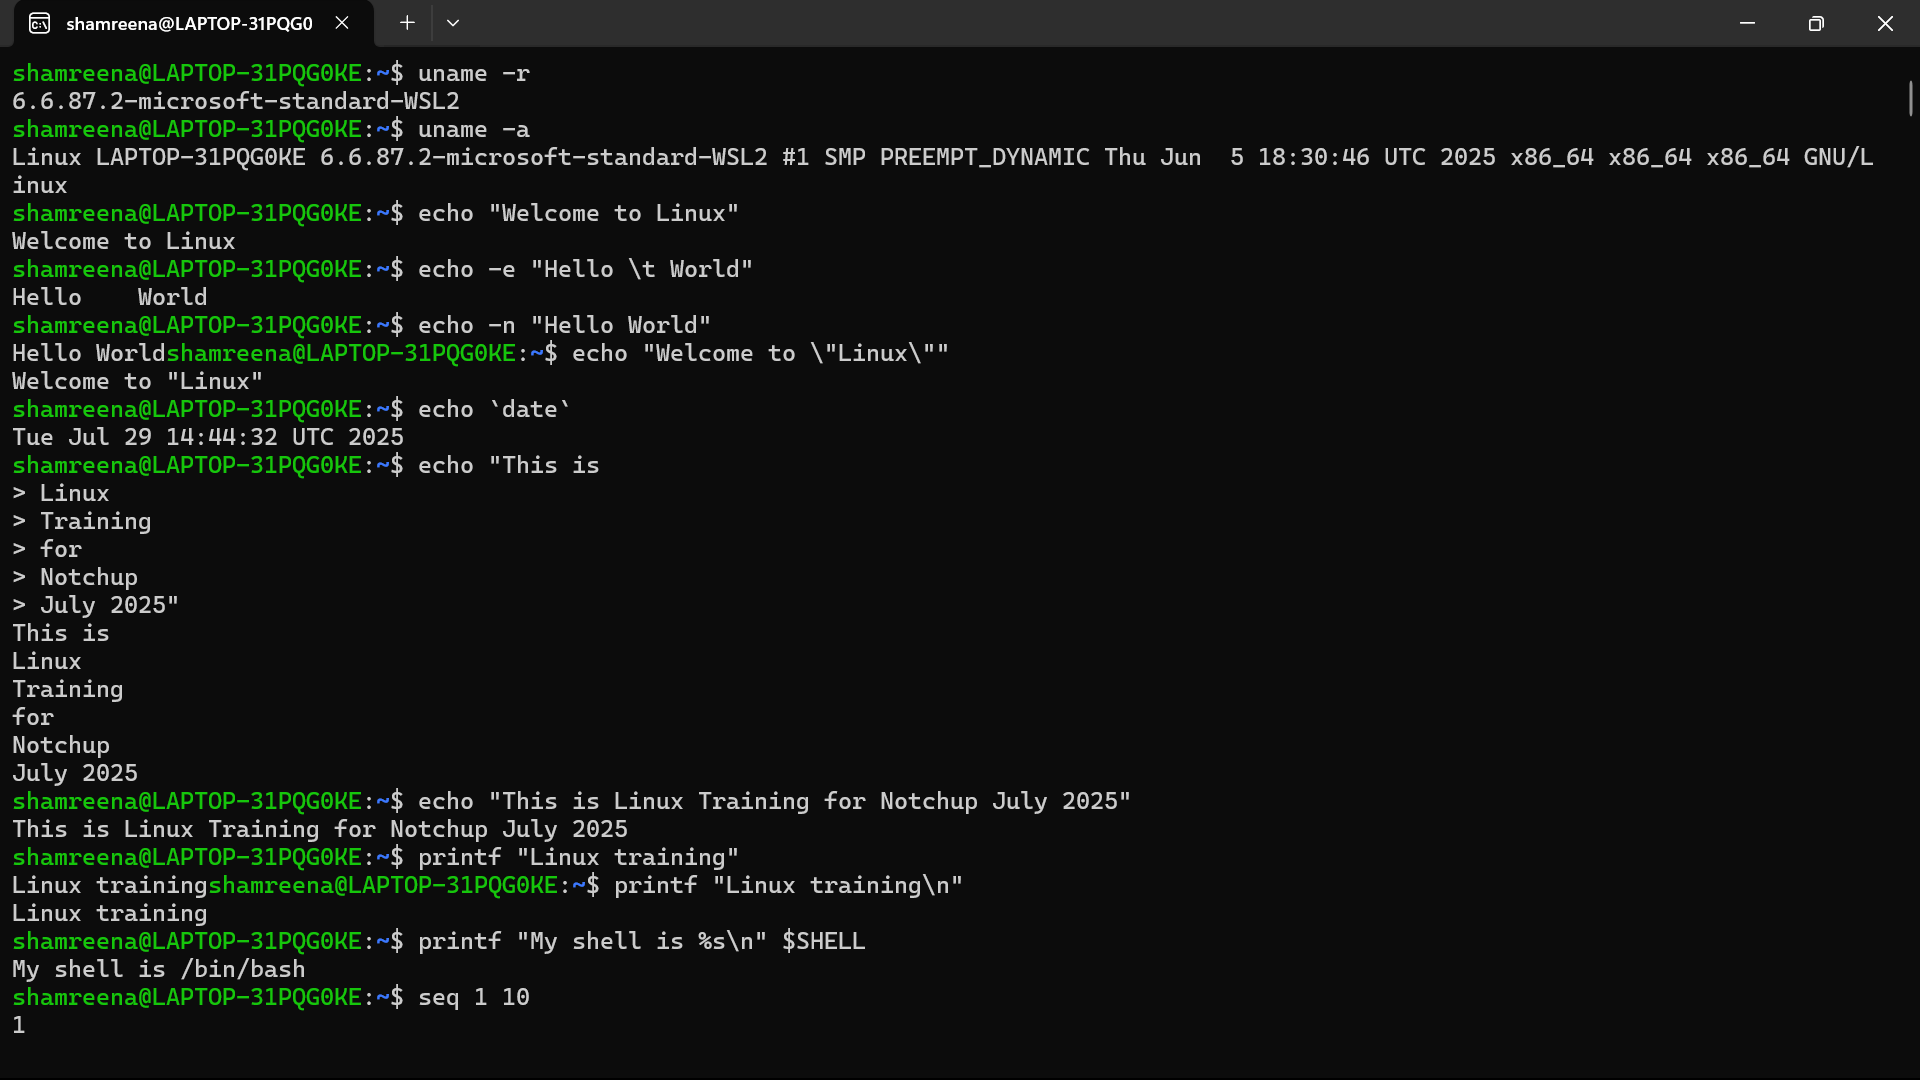 shamreena@LAPTOP-31PQG0
shamreena@LAPTOP-31PQG0KE:~$ uname -r
6.6.87.2-microsoft-standard-WSL2
shamreena@LAPTOP-31PQG0KE:~$ uname -a
Linux LAPTOP-31PQG0KE 6.6.87.2-microsoft-standard-WSL2 #1 SMP PREEMPT_DYNAMIC Thu Jun  5 18:30:46 UTC 2025 x86_64 x86_64 x86_64 GNU/L
inux
shamreena@LAPTOP-31PQG0KE:~$ echo "Welcome to Linux"
Welcome to Linux
shamreena@LAPTOP-31PQG0KE:~$ echo -e "Hello \t World"
Hello    World
shamreena@LAPTOP-31PQG0KE:~$ echo -n "Hello World"
Hello Worldshamreena@LAPTOP-31PQG0KE:~$ echo "Welcome to \"Linux\""
Welcome to "Linux"
shamreena@LAPTOP-31PQG0KE:~$ echo `date`
Tue Jul 29 14:44:32 UTC 2025
shamreena@LAPTOP-31PQG0KE:~$ echo "This is
> Linux
> Training
> for
> Notchup
> July 2025"
This is
Linux
Training
for
Notchup
July 2025
shamreena@LAPTOP-31PQG0KE:~$ echo "This is Linux Training for Notchup July 2025"
This is Linux Training for Notchup July 2025
shamreena@LAPTOP-31PQG0KE:~$ printf "Linux training"
Linux trainingshamreena@LAPTOP-31PQG0KE:~$ printf "Linux training\n"
Linux training
shamreena@LAPTOP-31PQG0KE:~$ printf "My shell is %s\n" $SHELL
My shell is /bin/bash
shamreena@LAPTOP-31PQG0KE:~$ seq 1 10
1